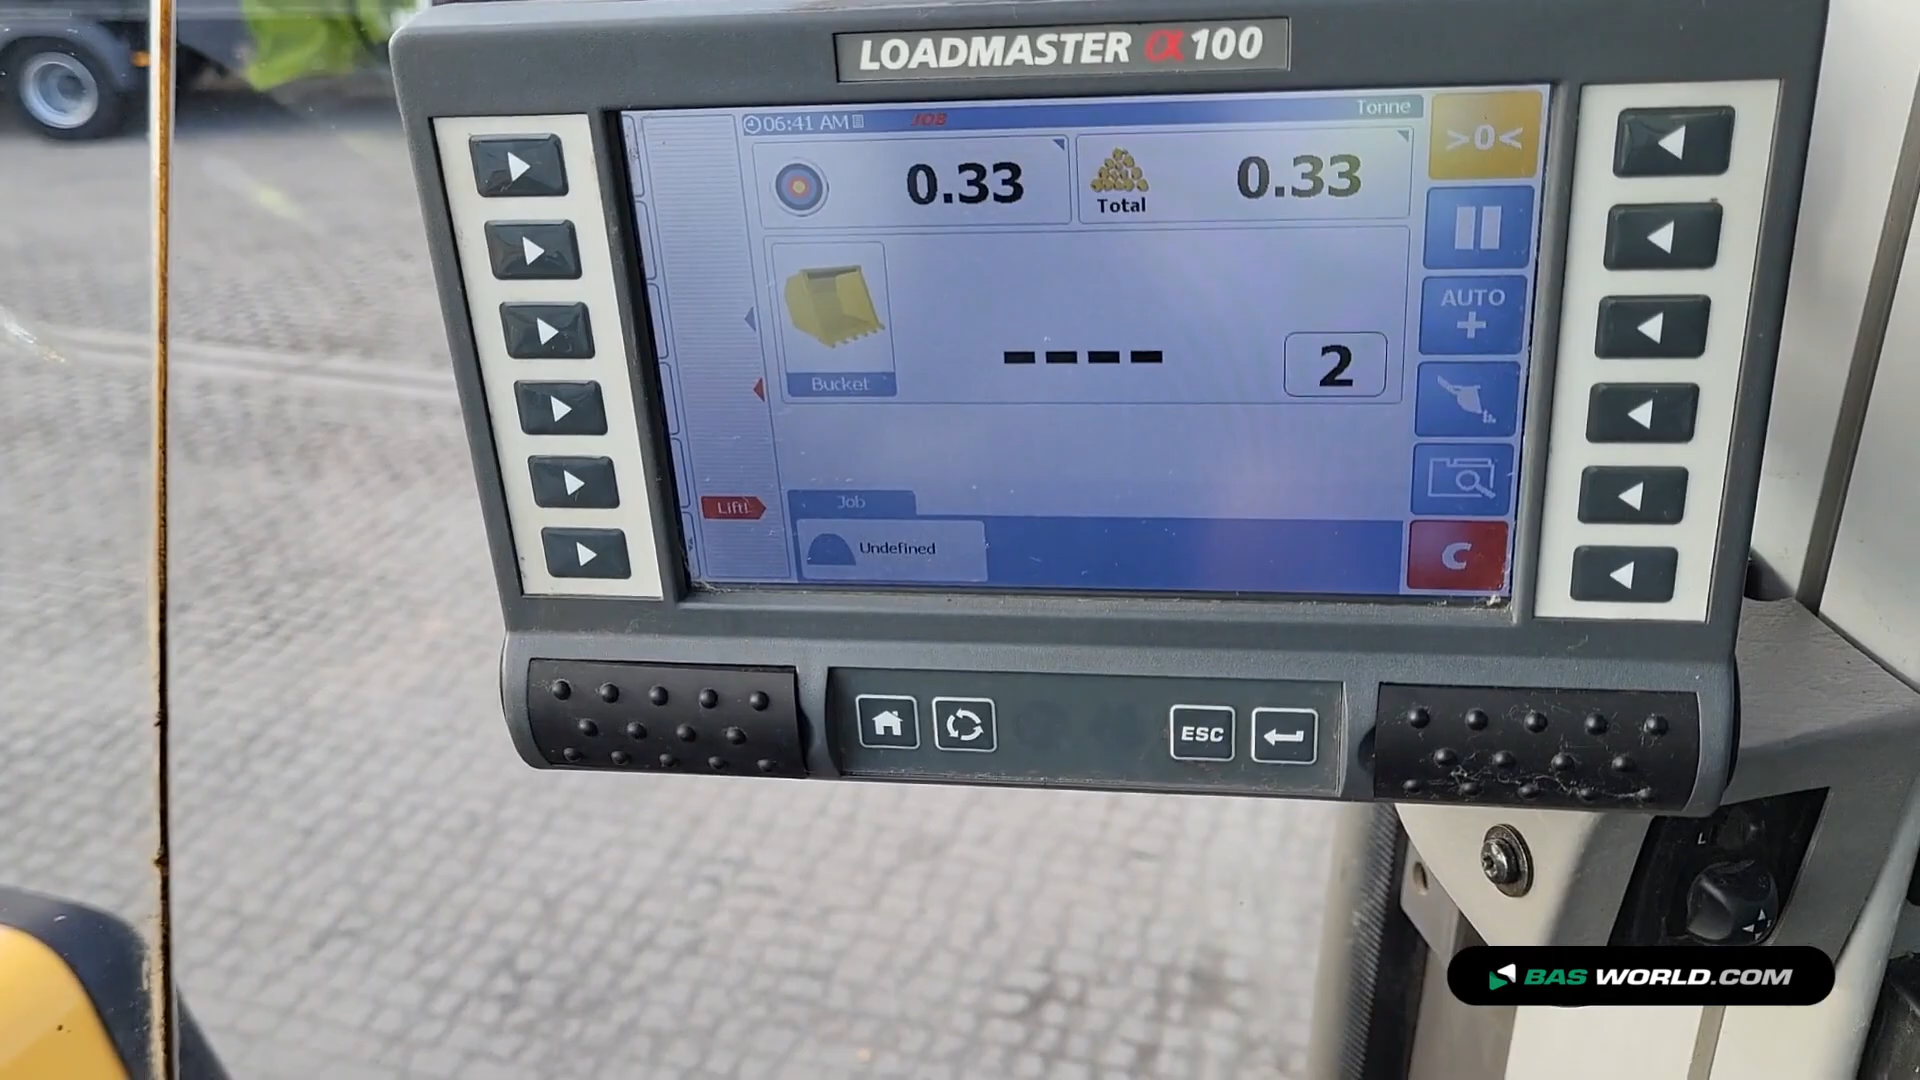 LOADMASTER α100
06:41 AM JOB Tonne
0.33 Total 0.33
>0<
AUTO
+
Bucket ---- 2
Lift!
Job
Undefined
C
ESC
L
BAS WORLD.COM